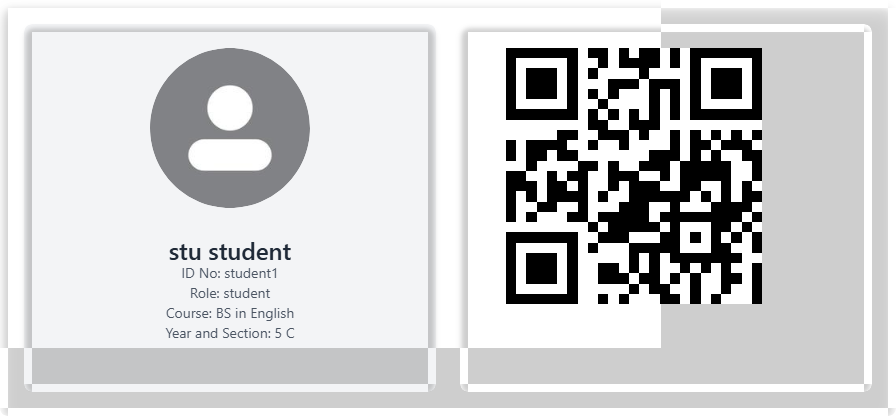 stu student
ID No: student1
Role: student
Course: BS in English
Year and Section: 5 C